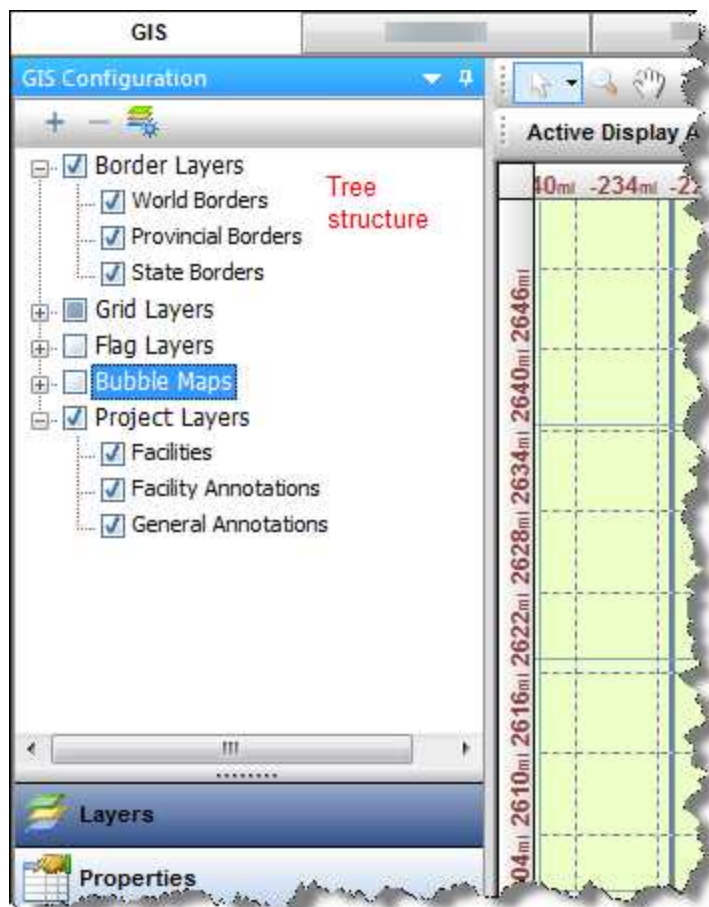 GIS
GIS Configuration
Active Display A
Border Layers
World Borders
Provincial Borders
State Borders
Tree
structure
Grid Layers
Flag Layers
Bubble Maps
Project Layers
Facilities
Facility Annotations
General Annotations
Layers
Properties
40mi -234mi -22
2646mi
2640mi
2634mi
2628mi
2622mi
2616mi
2610mi
04mi